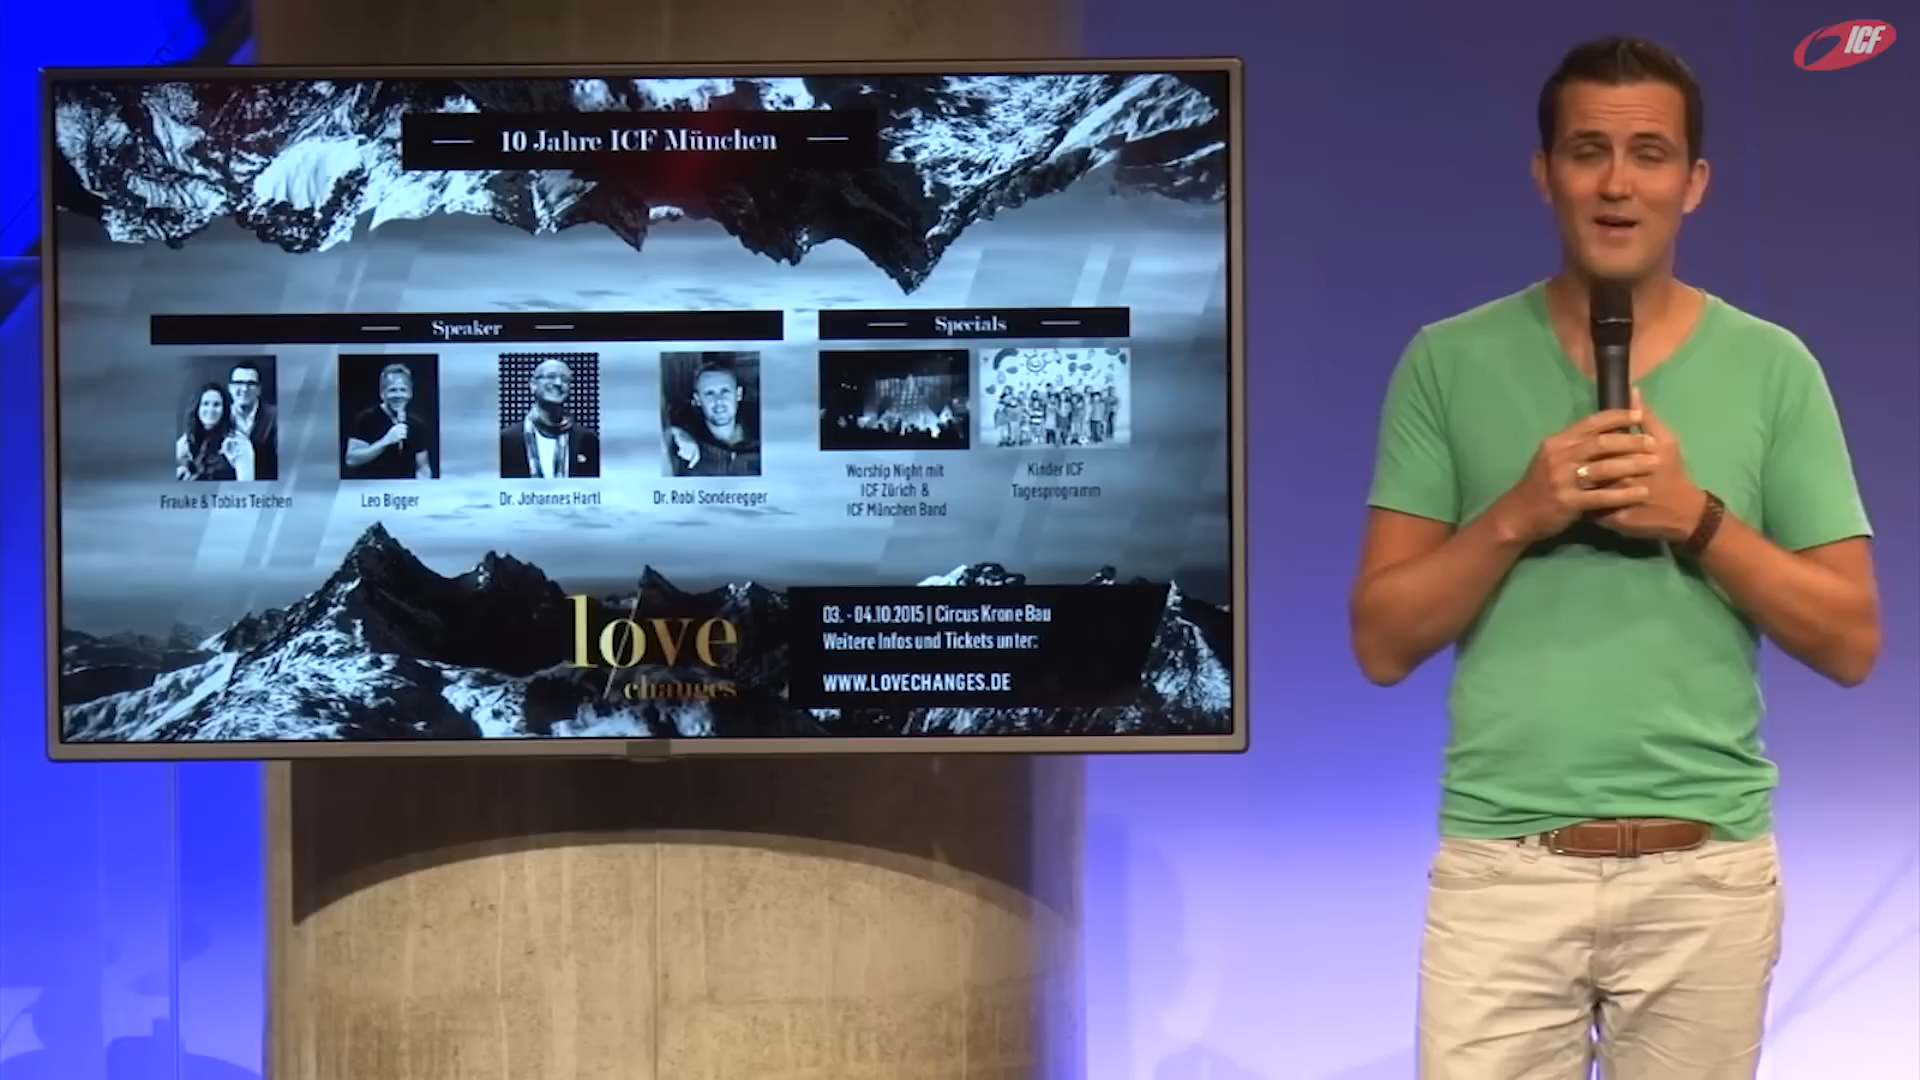 ICF
10 Jahre ICF München
Speaker
Specials
Frauke & Tobias Teichen
Leo Bigger
Dr. Johannes Hartl
Dr. Robi Sonderegger
Worship Night mit
ICF Zürich &
ICF München Band
Kinder ICF
Tagesprogramm
løve
changes
03. - 04.10.2015 | Circus Krone Bau
Weitere Infos und Tickets unter:
WWW.LOVECHANGES.DE